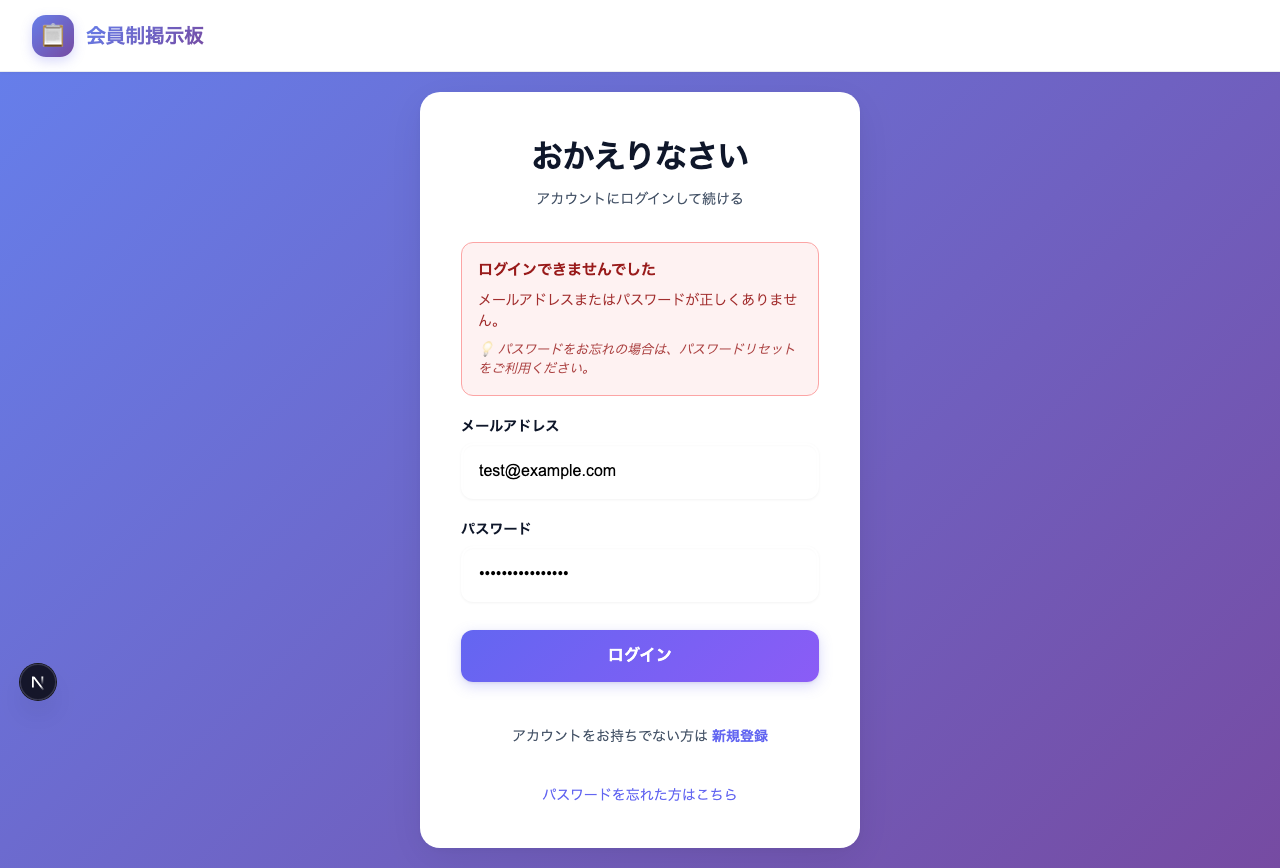 会員制掲示板
おかえりなさい
アカウントにログインして続ける
ログインできませんでした
メールアドレスまたはパスワードが正しくありませ
ん。
💡 パスワードをお忘れの場合は、パスワードリセット
をご利用ください。
メールアドレス
test@example.com
パスワード
••••••••••••••••
ログイン
N
アカウントをお持ちでない方は 新規登録
パスワードを忘れた方はこちら